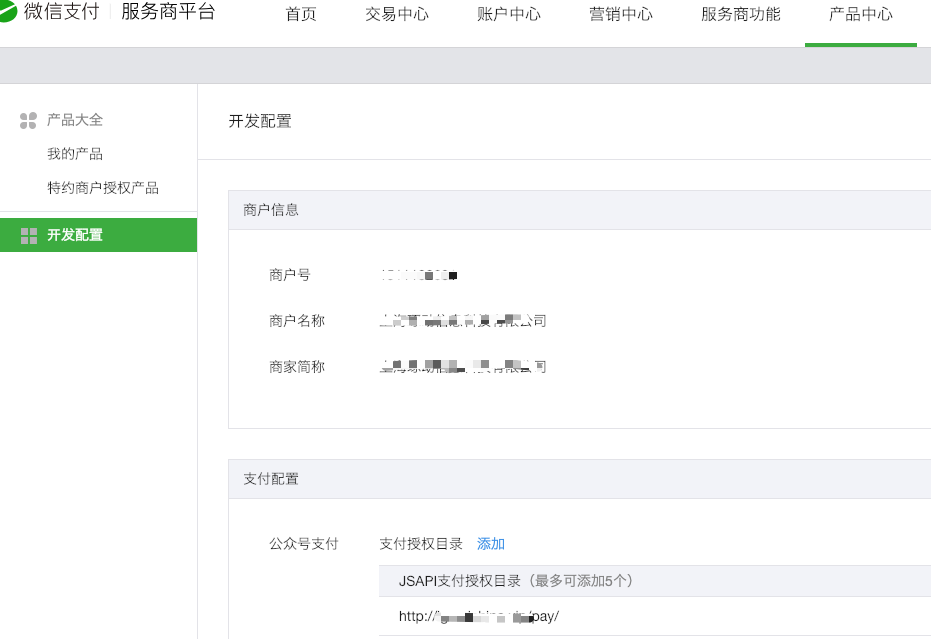 微信支付 服务商平台 首页 交易中心 账户中心 营销中心 服务商功能 产品中心
产品大全
我的产品
特约商户授权产品
开发配置
开发配置
商户信息
商户号
商户名称 有限公司
商家简称 有限公司
支付配置
公众号支付 支付授权目录 添加
JSAPI支付授权目录（最多可添加5个）
http:// pay/